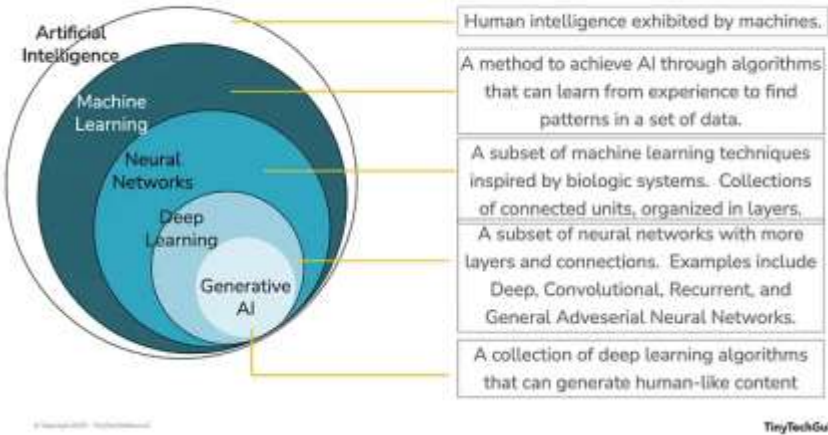 Artificial
Intelligence
Machine
Learning
Neural
Networks
Deep
Learning
Generative
AI
Human intelligence exhibited by machines.
A method to achieve AI through algorithms
that can learn from experience to find
patterns in a set of data.
A subset of machine learning techniques
inspired by biologic systems. Collections
of connected units, organized in layers.
A subset of neural networks with more
layers and connections. Examples include
Deep, Convolutional, Recurrent, and
General Adveserial Neural Networks.
A collection of deep learning algorithms
that can generate human-like content
TinyTechGui